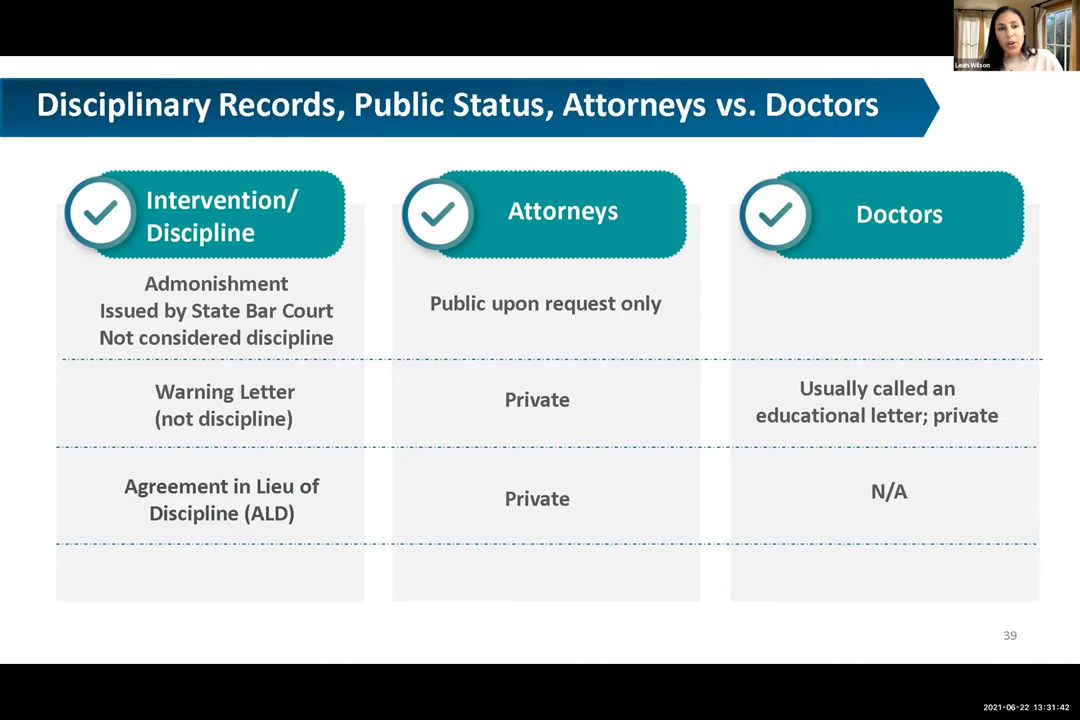 Leah Wilson
Disciplinary Records, Public Status, Attorneys vs. Doctors
Intervention/
Discipline
Attorneys
Doctors
Admonishment
Issued by State Bar Court
Not considered discipline
Public upon request only
Warning Letter
(not discipline)
Private
Usually called an
educational letter; private
Agreement in Lieu of
Discipline (ALD)
Private
N/A
39
2021-06-22 13:31:42